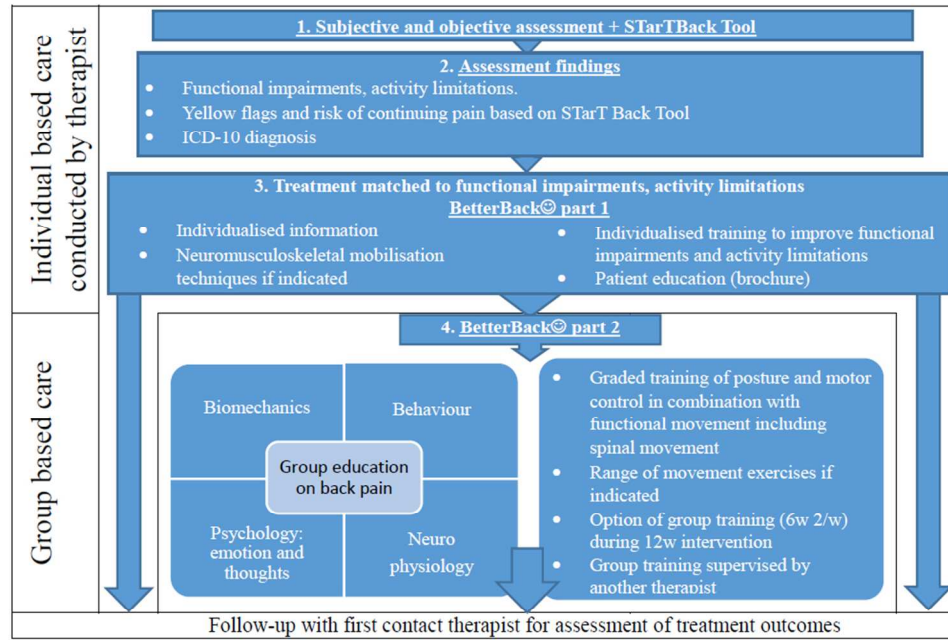 Individual based care
conducted by therapist
1. Subjective and objective assessment + STarTBack Tool
2. Assessment findings
• Functional impairments, activity limitations.
• Yellow flags and risk of continuing pain based on STarT Back Tool
• ICD-10 diagnosis
3. Treatment matched to functional impairments, activity limitations
BetterBack☺ part 1
• Individualised information
• Neuromusculoskeletal mobilisation
techniques if indicated
• Individualised training to improve functional
impairments and activity limitations
• Patient education (brochure)
Group based care
4. BetterBack☺ part 2
Biomechanics
Behaviour
Group education
on back pain
Psychology:
emotion and
thoughts
Neuro
physiology
• Graded training of posture and motor
control in combination with
functional movement including
spinal movement
• Range of movement exercises if
indicated
• Option of group training (6w 2/w)
during 12w intervention
• Group training supervised by
another therapist
Follow-up with first contact therapist for assessment of treatment outcomes